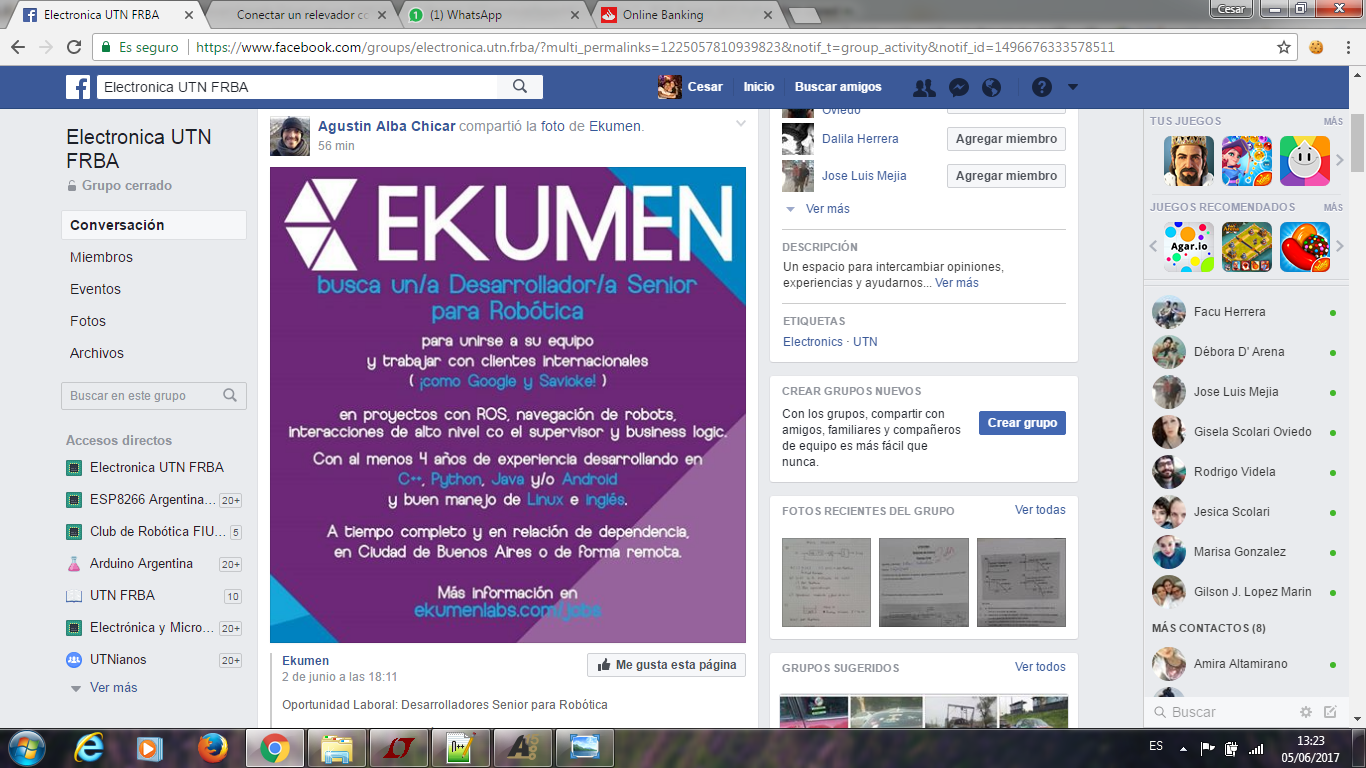 Electronica UTN FRBA
Conectar un relevador co
(1) WhatsApp
Online Banking
Cesar
Es seguro
https://www.facebook.com/groups/electronica.utn.frba/?multi_permalinks=1225057810939823&notif_t=group_activity&notif_id=1496676333578511
Electronica UTN FRBA
Cesar
Inicio
Buscar amigos
Electronica UTN
FRBA
Grupo cerrado
Conversación
Miembros
Eventos
Fotos
Archivos
Buscar en este grupo
Accesos directos
Electronica UTN FRBA
ESP8266 Argentina... 20+
Club de Robótica FIU... 5
Arduino Argentina 20+
UTN FRBA 10
Electrónica y Micro... 20+
UTNianos 20+
Ver más
Agustin Alba Chicar compartió la foto de Ekumen.
56 min
EKUMEN
busca un/a Desarrollador/a Senior
para Robótica
para unirse a su equipo
y trabajar con clientes internacionales
( ¡como Google y Savioke! )
en proyectos con ROS, navegación de robots,
interacciones de alto nivel co el supervisor y business logic.
Con al menos 4 años de experiencia desarrollando en
C++, Python, Java y/o Android
y buen manejo de Linux e Inglés.
A tiempo completo y en relación de dependencia,
en Ciudad de Buenos Aires o de forma remota.
Más información en
ekumenlabs.com/jobs
Ekumen
2 de junio a las 18:11
Me gusta esta página
Oportunidad Laboral: Desarrolladores Senior para Robótica
Oviedo
Dalila Herrera
Agregar miembro
Jose Luis Mejia
Agregar miembro
Ver más
DESCRIPCIÓN
Un espacio para intercambiar opiniones,
experiencias y ayudarnos... Ver más
ETIQUETAS
Electronics · UTN
CREAR GRUPOS NUEVOS
Con los grupos, compartir con
amigos, familiares y compañeros
de equipo es más fácil que
nunca.
Crear grupo
FOTOS RECIENTES DEL GRUPO
Ver todas
GRUPOS SUGERIDOS
Ver todos
TUS JUEGOS
MÁS
JUEGOS RECOMENDADOS
MÁS
Agar.io
Facu Herrera
Débora D' Arena
Jose Luis Mejia
Gisela Scolari Oviedo
Rodrigo Videla
Jesica Scolari
Marisa Gonzalez
Gilson J. Lopez Marin
MÁS CONTACTOS (8)
Amira Altamirano
Buscar
ES
13:23
05/06/2017